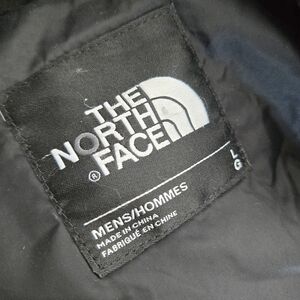 THE
NORTH
FACE
®
L
G
MENS/HOMMES
MADE IN CHINA
FABRIQUÉ EN CHINE